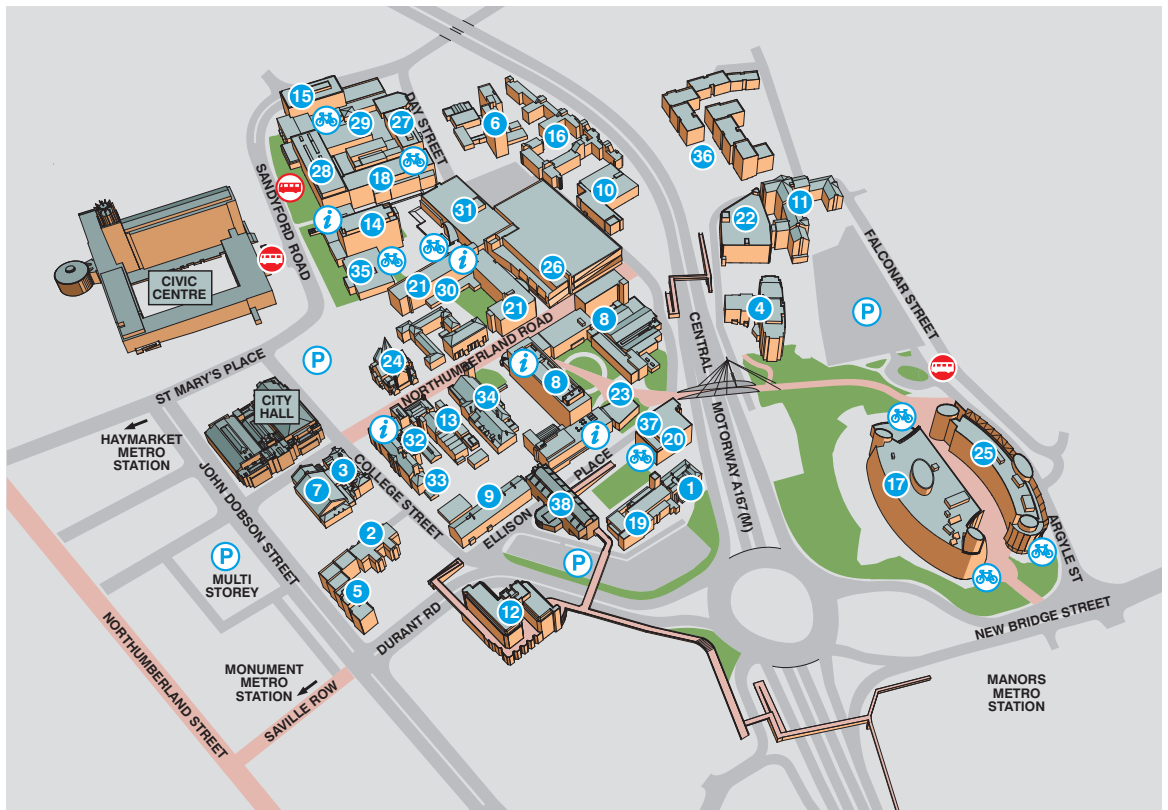 15
29
27
DAY STREET
6
16
36
28
18
10
11
22
SANDYFORD ROAD
i
14
31
CIVIC
CENTRE
35
i
26
21
30
21
4
P
FALCONAR STREET
8
CENTRAL
MOTORWAY A167(M)
ST MARY'S PLACE
P
24
NORTHUMBERLAND ROAD
i
8
23
34
CITY
HALL
HAYMARKET
METRO
STATION
i
32
13
i
37
20
3
7
COLLEGE STREET
33
9
ELLISON
PLACE
38
19
1
17
25
JOHN DOBSON STREET
2
P
MULTI
STOREY
5
P
ARGYLE ST
12
DURANT RD
NEW BRIDGE STREET
NORTHUMBERLAND STREET
MONUMENT
METRO
STATION
SAVILLE ROW
MANORS
METRO
STATION